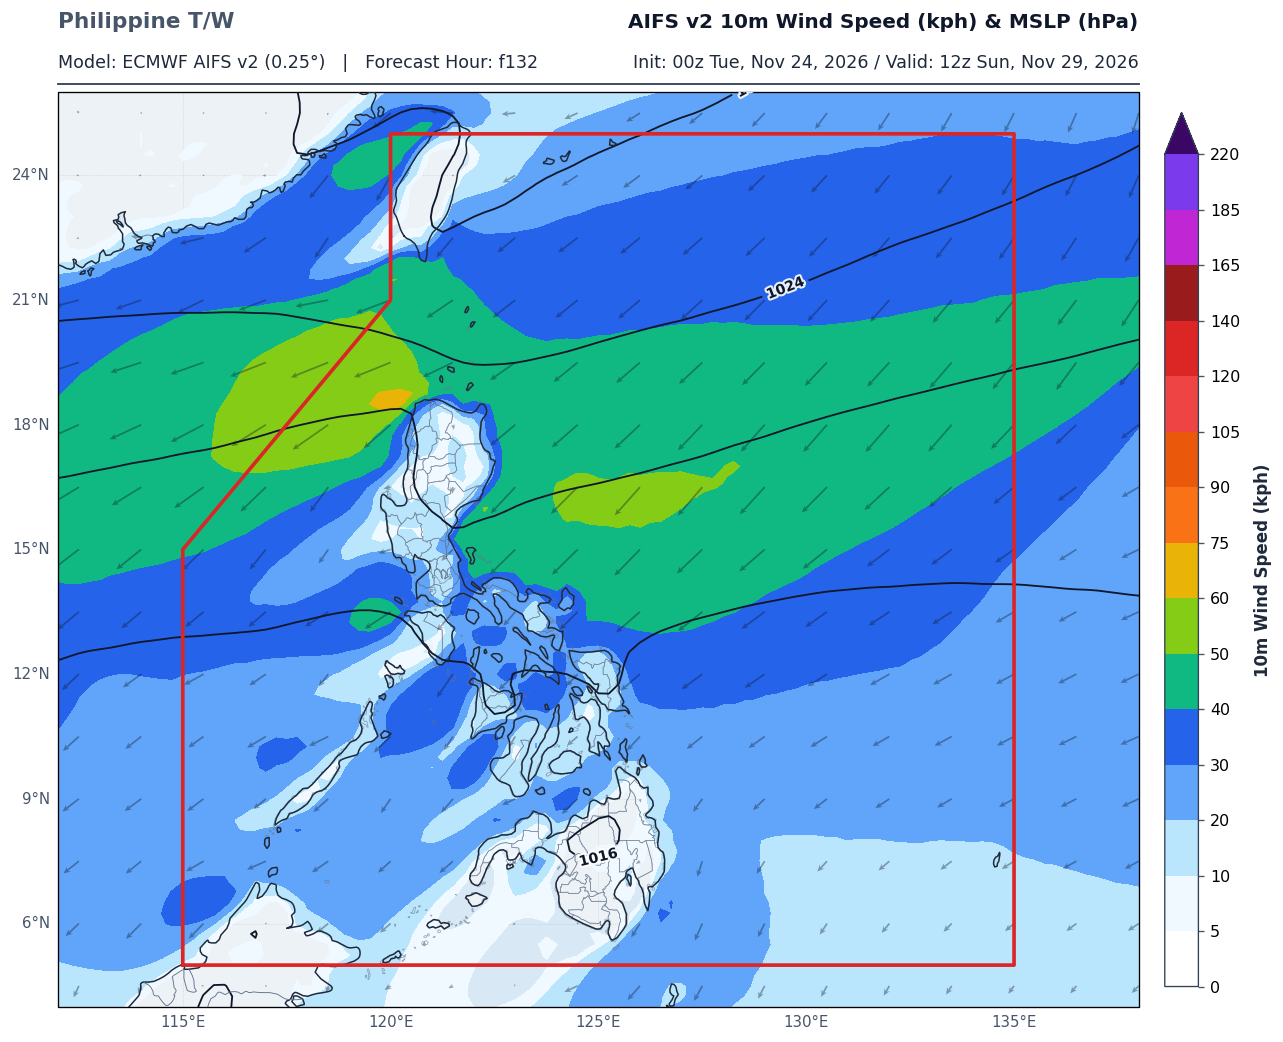 Philippine T/W
AIFS v2 10m Wind Speed (kph) & MSLP (hPa)
Model: ECMWF AIFS v2 (0.25°) | Forecast Hour: f132
Init: 00z Tue, Nov 24, 2026 / Valid: 12z Sun, Nov 29, 2026
24°N
21°N
18°N
15°N
12°N
9°N
6°N
1024
1016
115°E
120°E
125°E
130°E
135°E
220
185
165
140
120
105
90
75
60
50
40
30
20
10
5
0
10m Wind Speed (kph)